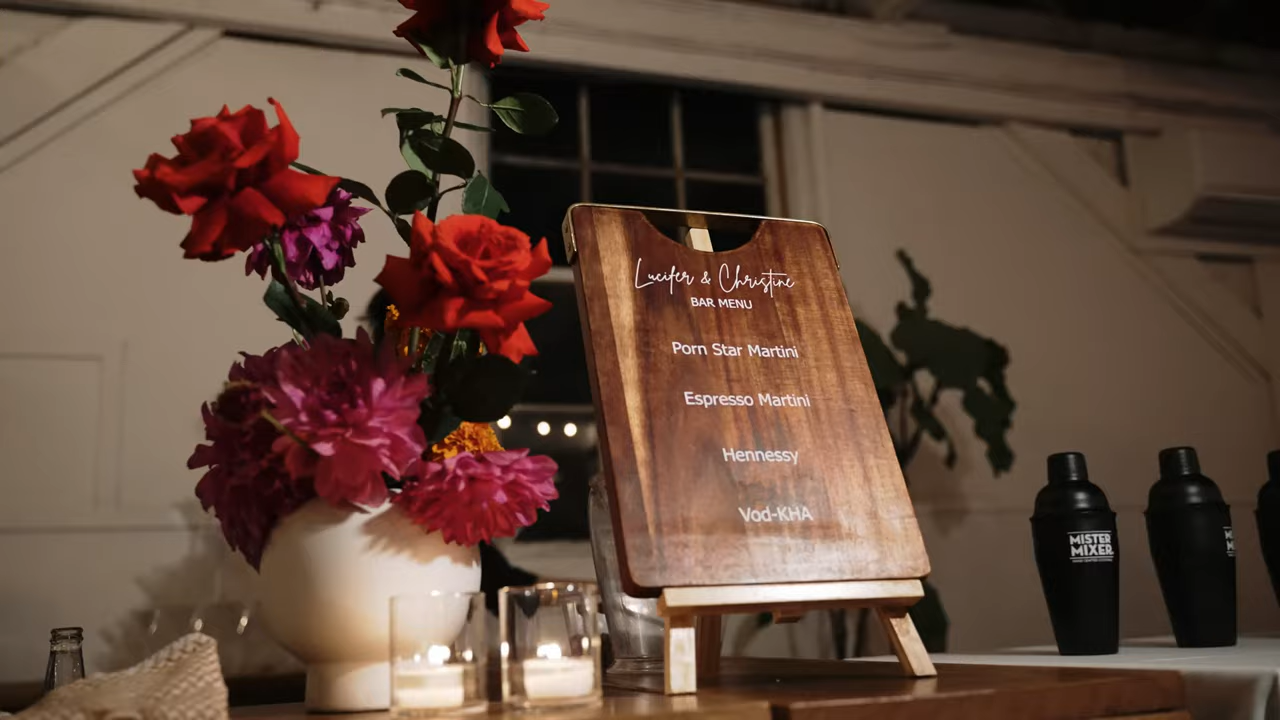 Lucifer & Christine
BAR MENU
Porn Star Martini
Espresso Martini
Hennessy
Vod-KHA
MISTER
MIXER